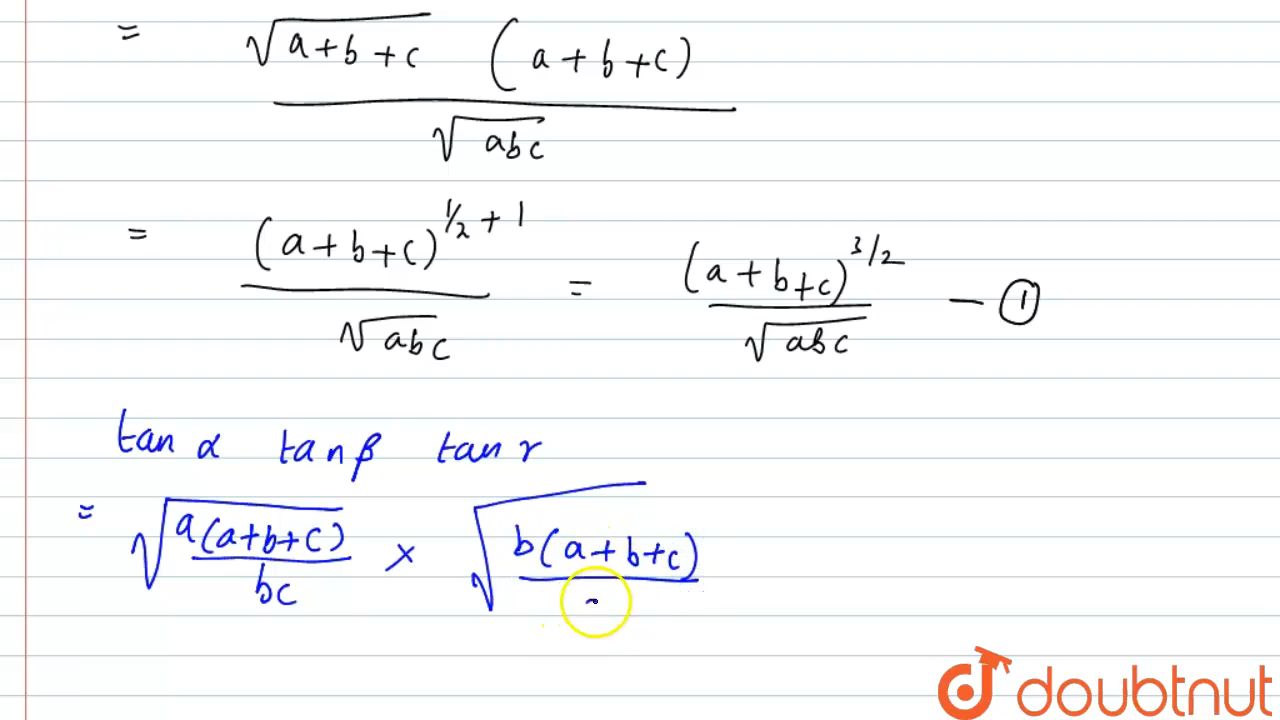 = √(a+b+c) (a+b+c) / √(abc)
= (a+b+c)^(1/2 + 1) / √(abc) = (a+b+c)^(3/2) / √(abc) — ①
tan α tan β tan r
= √(a(a+b+c) / bc) × √(b(a+b+c) /
doubtnut